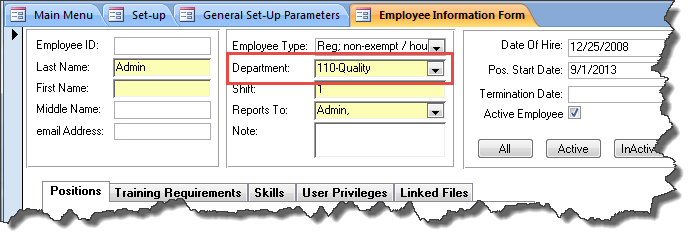 Main Menu Set-up General Set-Up Parameters Employee Information Form
Employee ID:
Last Name: Admin
First Name:
Middle Name:
email Address:
Employee Type: Reg; non-exempt / hou
Department: 110-Quality
Shift: 1
Reports To: Admin,
Note:
Date Of Hire: 12/25/2008
Pos. Start Date: 9/1/2013
Termination Date:
Active Employee
All Active InActiv
Positions Training Requirements Skills User Privileges Linked Files